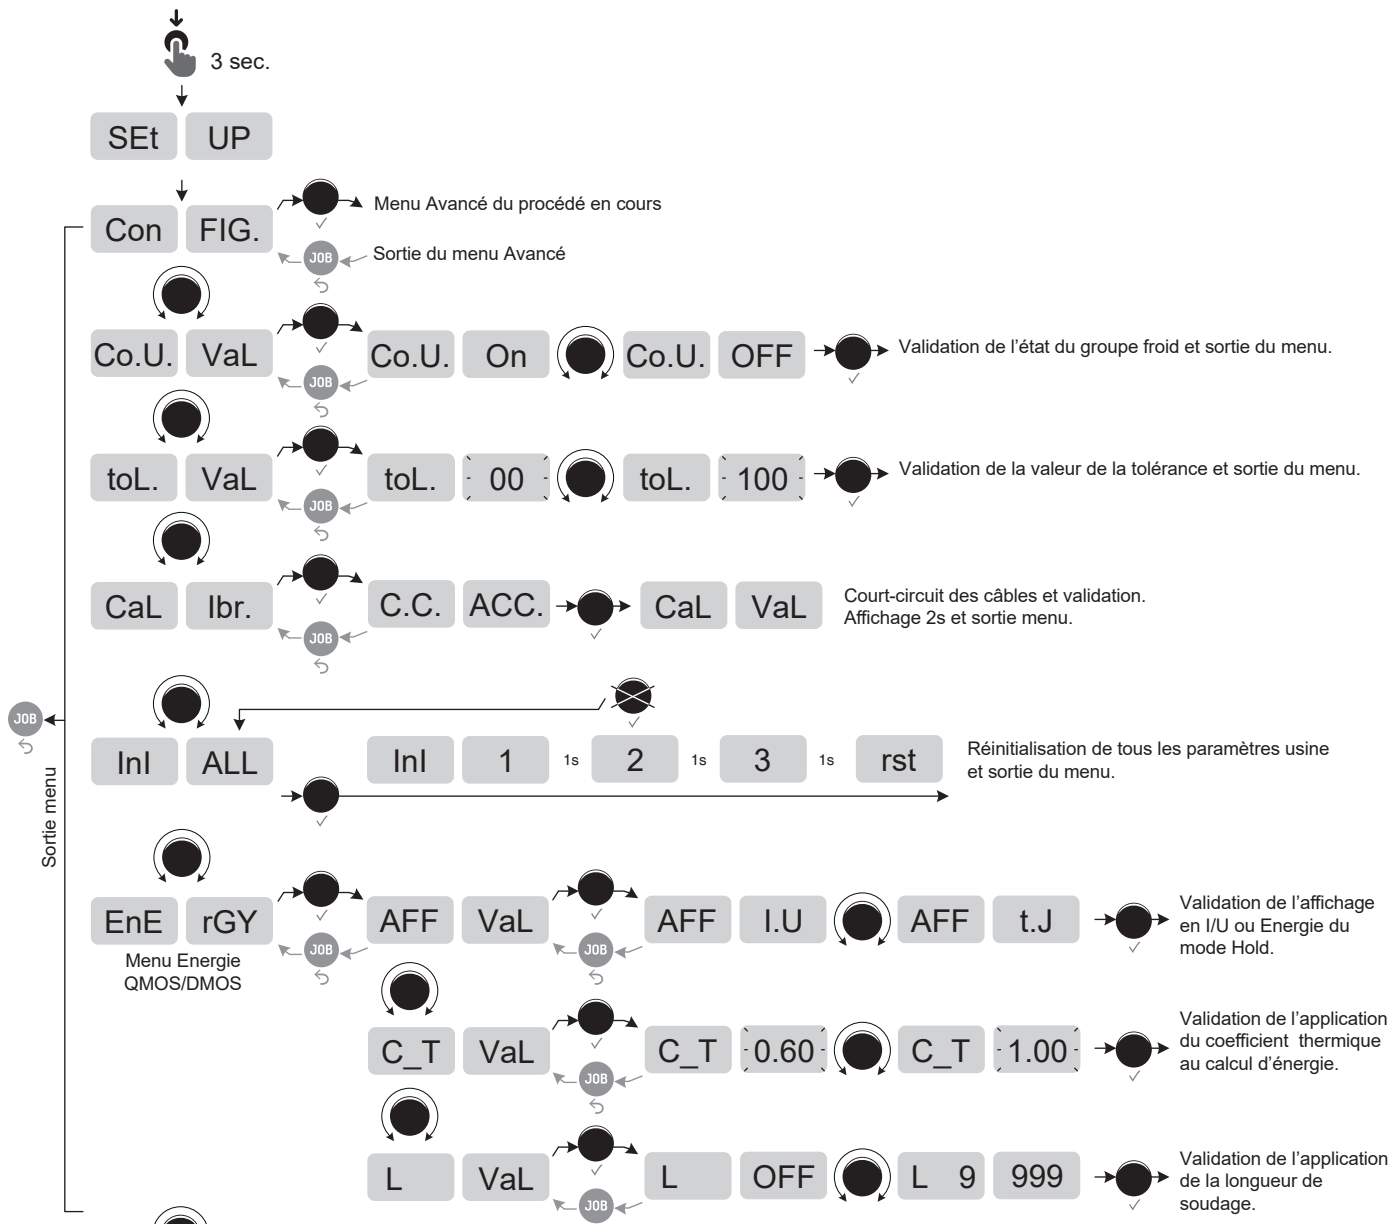 3 sec.
SEt UP
Con FIG.
Menu Avancé du procédé en cours
JOB
Sortie du menu Avancé
Co.U. VaL
JOB
Co.U. On
Co.U. OFF
Validation de l'état du groupe froid et sortie du menu.
toL. VaL
JOB
toL. 00
toL. 100
Validation de la valeur de la tolérance et sortie du menu.
CaL Ibr.
JOB
C.C. ACC.
CaL VaL
Court-circuit des câbles et validation.
Affichage 2s et sortie menu.
JOB
Sortie menu
InI ALL
InI 1 1s 2 1s 3 1s rst
Réinitialisation de tous les paramètres usine
et sortie du menu.
EnE rGY
Menu Energie
QMOS/DMOS
JOB
AFF VaL
JOB
AFF I.U
AFF t.J
Validation de l'affichage
en I/U ou Energie du
mode Hold.
C_T VaL
JOB
C_T 0.60
C_T 1.00
Validation de l'application
du coefficient thermique
au calcul d'énergie.
L VaL
JOB
L OFF
L 9 999
Validation de l'application
de la longueur de
soudage.